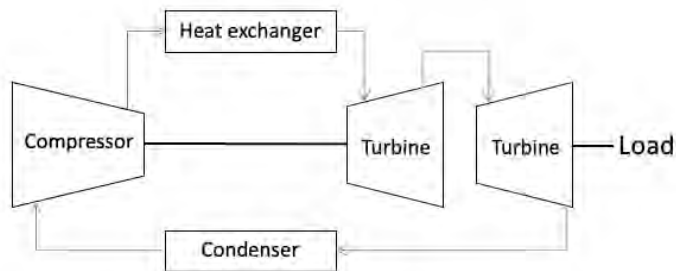 Heat exchanger
Compressor
Turbine
Turbine
Load
Condenser